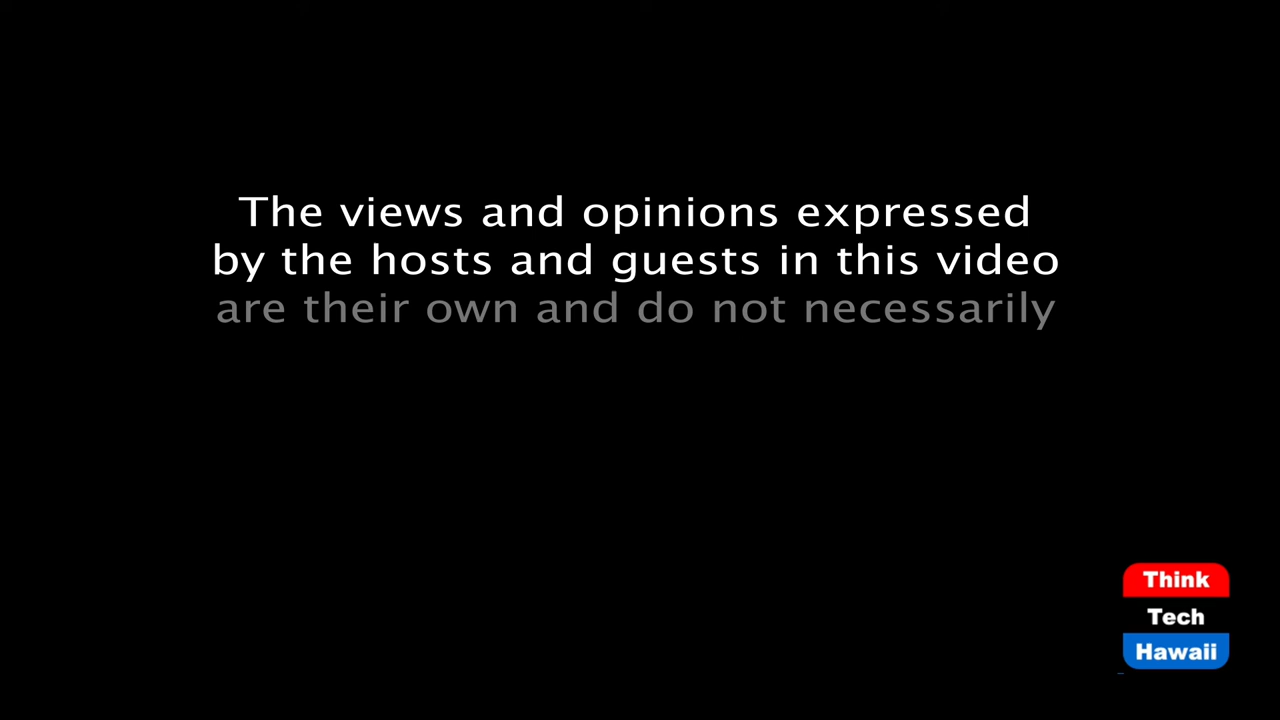 The views and opinions expressed
by the hosts and guests in this video
are their own and do not necessarily
Think
Tech
Hawaii